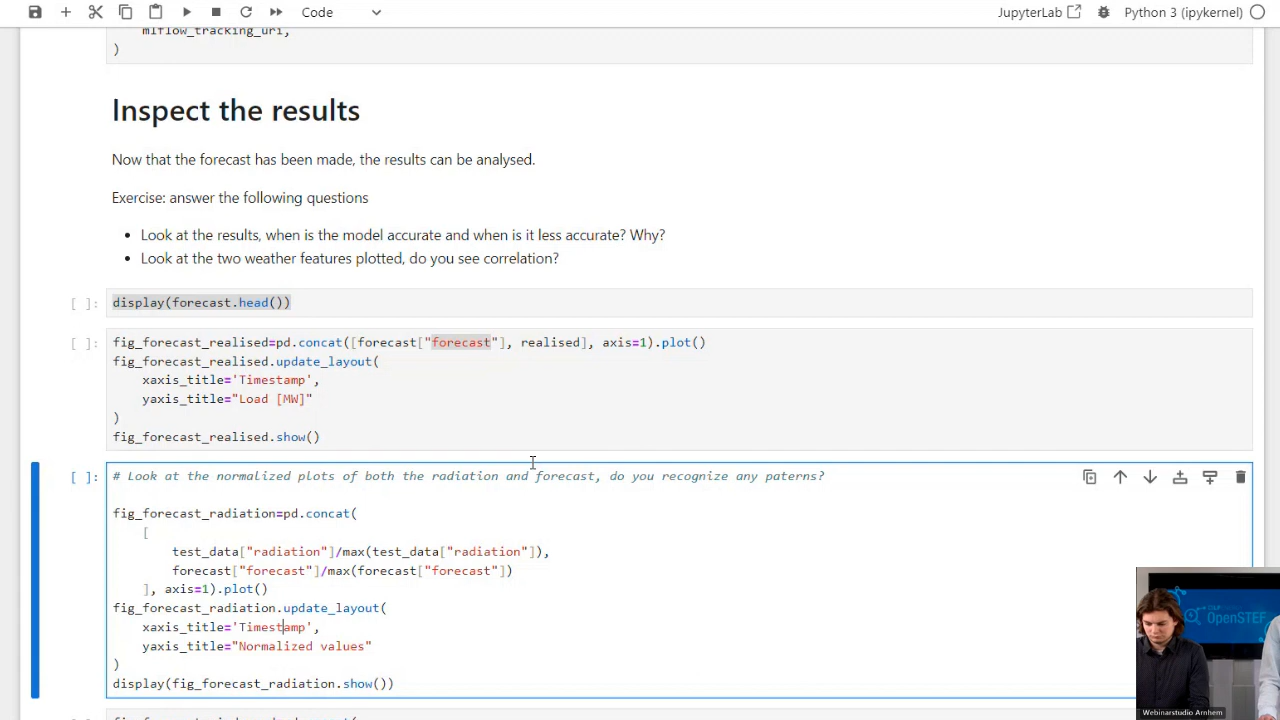 Code
JupyterLab
Python 3 (ipykernel)
mlflow_tracking_uri,
)
Inspect the results
Now that the forecast has been made, the results can be analysed.
Exercise: answer the following questions
• Look at the results, when is the model accurate and when is it less accurate? Why?
• Look at the two weather features plotted, do you see correlation?
[ ]: display(forecast.head())
[ ]: fig_forecast_realised=pd.concat([forecast["forecast"], realised], axis=1).plot()
fig_forecast_realised.update_layout(
xaxis_title='Timestamp',
yaxis_title="Load [MW]"
)
fig_forecast_realised.show()
[ ]: # Look at the normalized plots of both the radiation and forecast, do you recognize any paterns?
fig_forecast_radiation=pd.concat(
[
test_data["radiation"]/max(test_data["radiation"]),
forecast["forecast"]/max(forecast["forecast"])
], axis=1).plot()
fig_forecast_radiation.update_layout(
xaxis_title='Timestamp',
yaxis_title="Normalized values"
)
display(fig_forecast_radiation.show())
OpenSTEF
Webinarstudio Arnhem